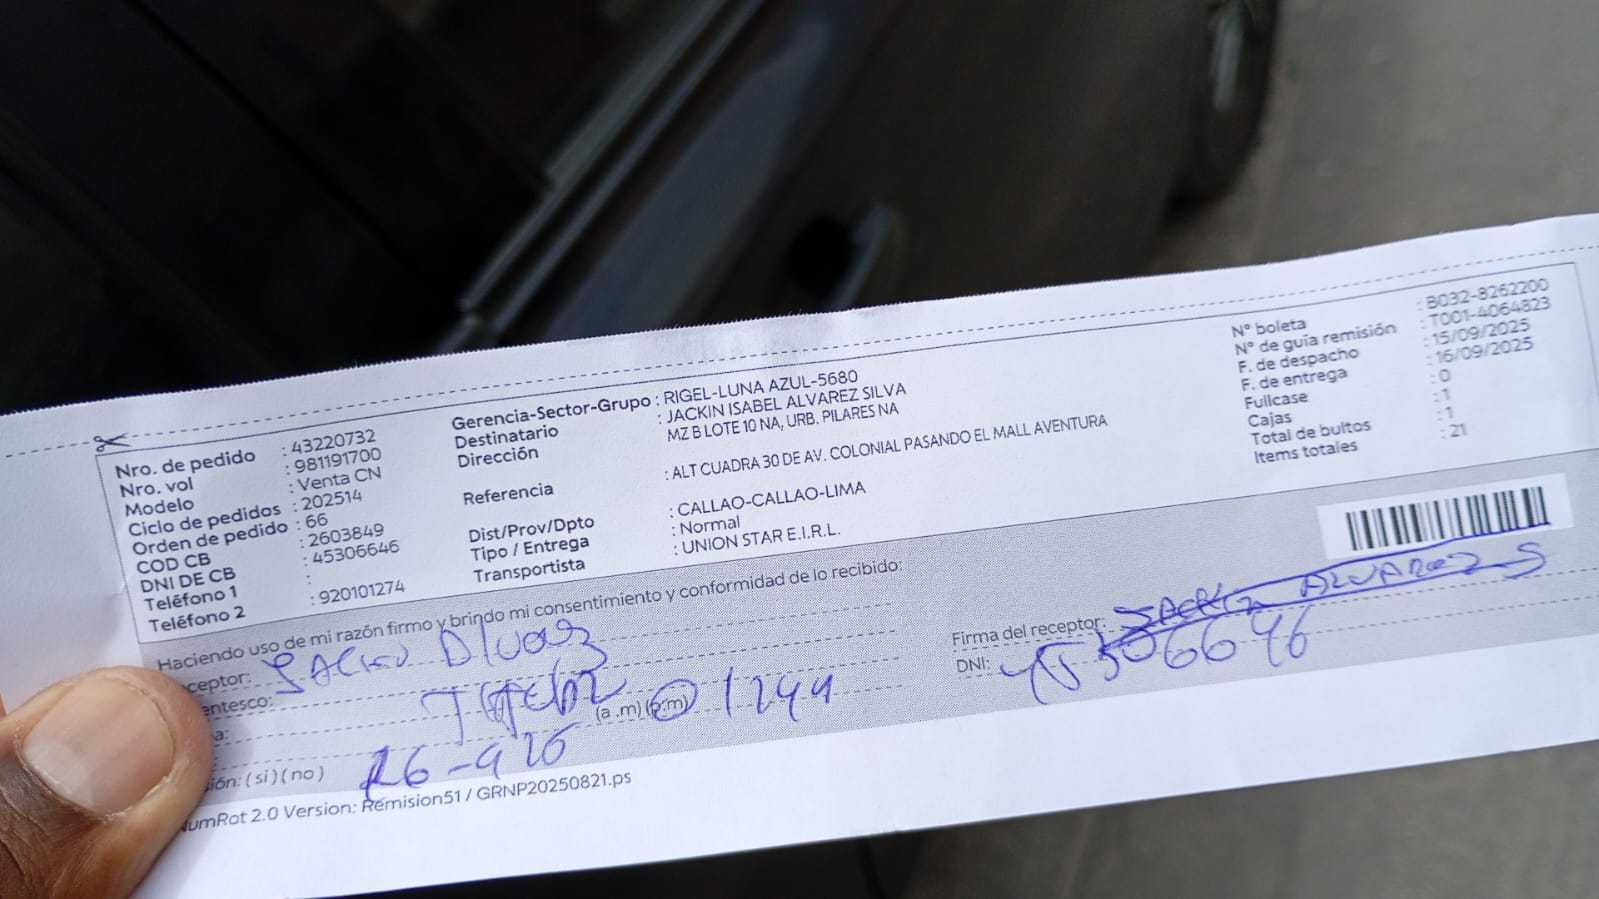 Nro. de pedido : 43220732
Nro. vol : 981191700
Modelo : Venta CN
Ciclo de pedidos : 202514
Orden de pedido : 66
COD CB : 2603849
DNI DE CB : 45306646
Teléfono 1 :
Teléfono 2 : 920101274
Gerencia-Sector-Grupo : RIGEL-LUNA AZUL-5680
Destinatario : JACKIN ISABEL ALVAREZ SILVA
Dirección MZ B LOTE 10 NA, URB. PILARES NA
Referencia : ALT CUADRA 30 DE AV. COLONIAL PASANDO EL MALL AVENTURA
Dist/Prov/Dpto : CALLAO-CALLAO-LIMA
Tipo / Entrega : Normal
Transportista : UNION STAR E.I.R.L.
N° boleta : B032-8262200
N° de guía remisión : T001-4064823
F. de despacho : 15/09/2025
F. de entrega : 16/09/2025
Fullcase : 0
Cajas : 1
Total de bultos : 1
Items totales : 21
Haciendo uso de mi razón firmo y brindo mi consentimiento y conformidad de lo recibido:
ceptor:
entesco:
a: (a .m) (p.m)
ión: ( si ) ( no )
Firma del receptor: ALVAREZ S
DNI: 45306646
NumRot 2.0 Version: Remision51 / GRNP20250821.ps